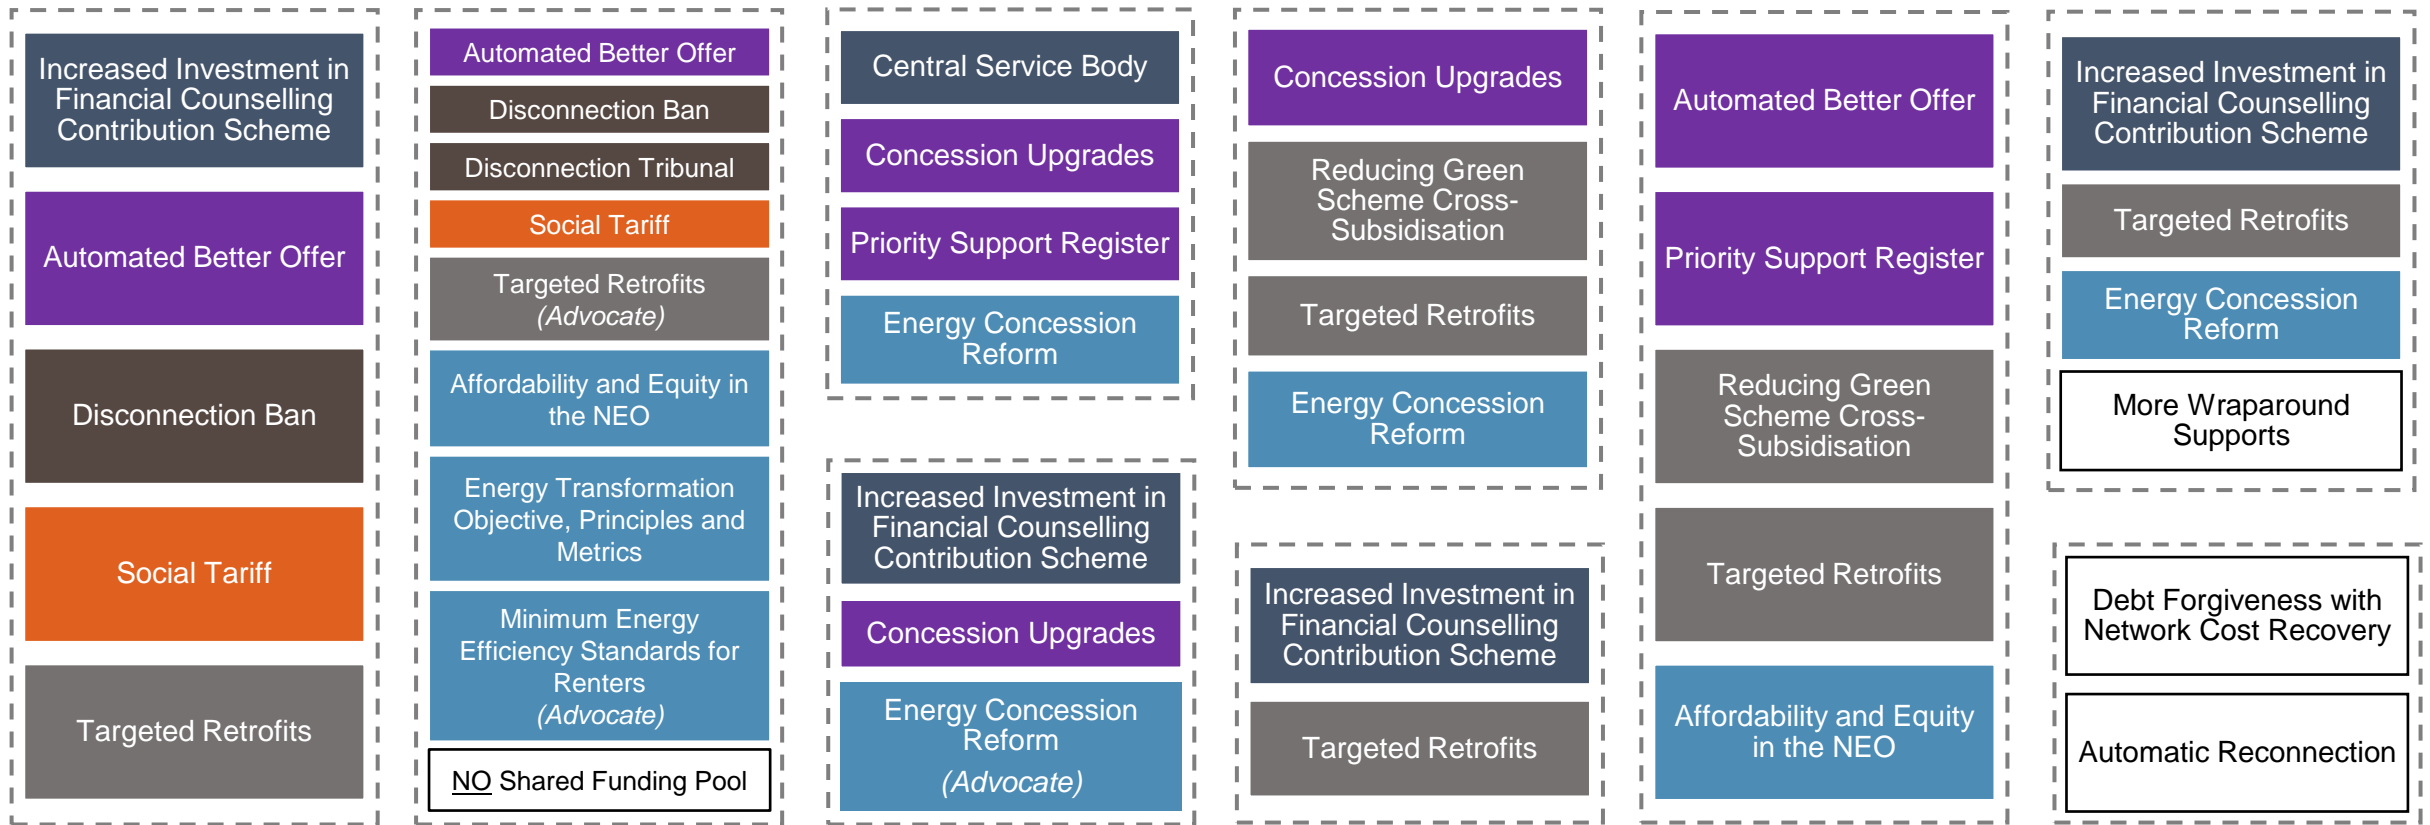 Increased Investment in
Financial Counselling
Contribution Scheme
Automated Better Offer
Disconnection Ban
Social Tariff
Targeted Retrofits
Automated Better Offer
Disconnection Ban
Disconnection Tribunal
Social Tariff
Targeted Retrofits
(Advocate)
Affordability and Equity in
the NEO
Energy Transformation
Objective, Principles and
Metrics
Minimum Energy
Efficiency Standards for
Renters
(Advocate)
NO Shared Funding Pool
Central Service Body
Concession Upgrades
Priority Support Register
Energy Concession
Reform
Increased Investment in
Financial Counselling
Contribution Scheme
Concession Upgrades
Energy Concession
Reform
(Advocate)
Concession Upgrades
Reducing Green
Scheme Cross-
Subsidisation
Targeted Retrofits
Energy Concession
Reform
Increased Investment in
Financial Counselling
Contribution Scheme
Targeted Retrofits
Automated Better Offer
Priority Support Register
Reducing Green
Scheme Cross-
Subsidisation
Targeted Retrofits
Affordability and Equity
in the NEO
Increased Investment in
Financial Counselling
Contribution Scheme
Targeted Retrofits
Energy Concession
Reform
More Wraparound
Supports
Debt Forgiveness with
Network Cost Recovery
Automatic Reconnection